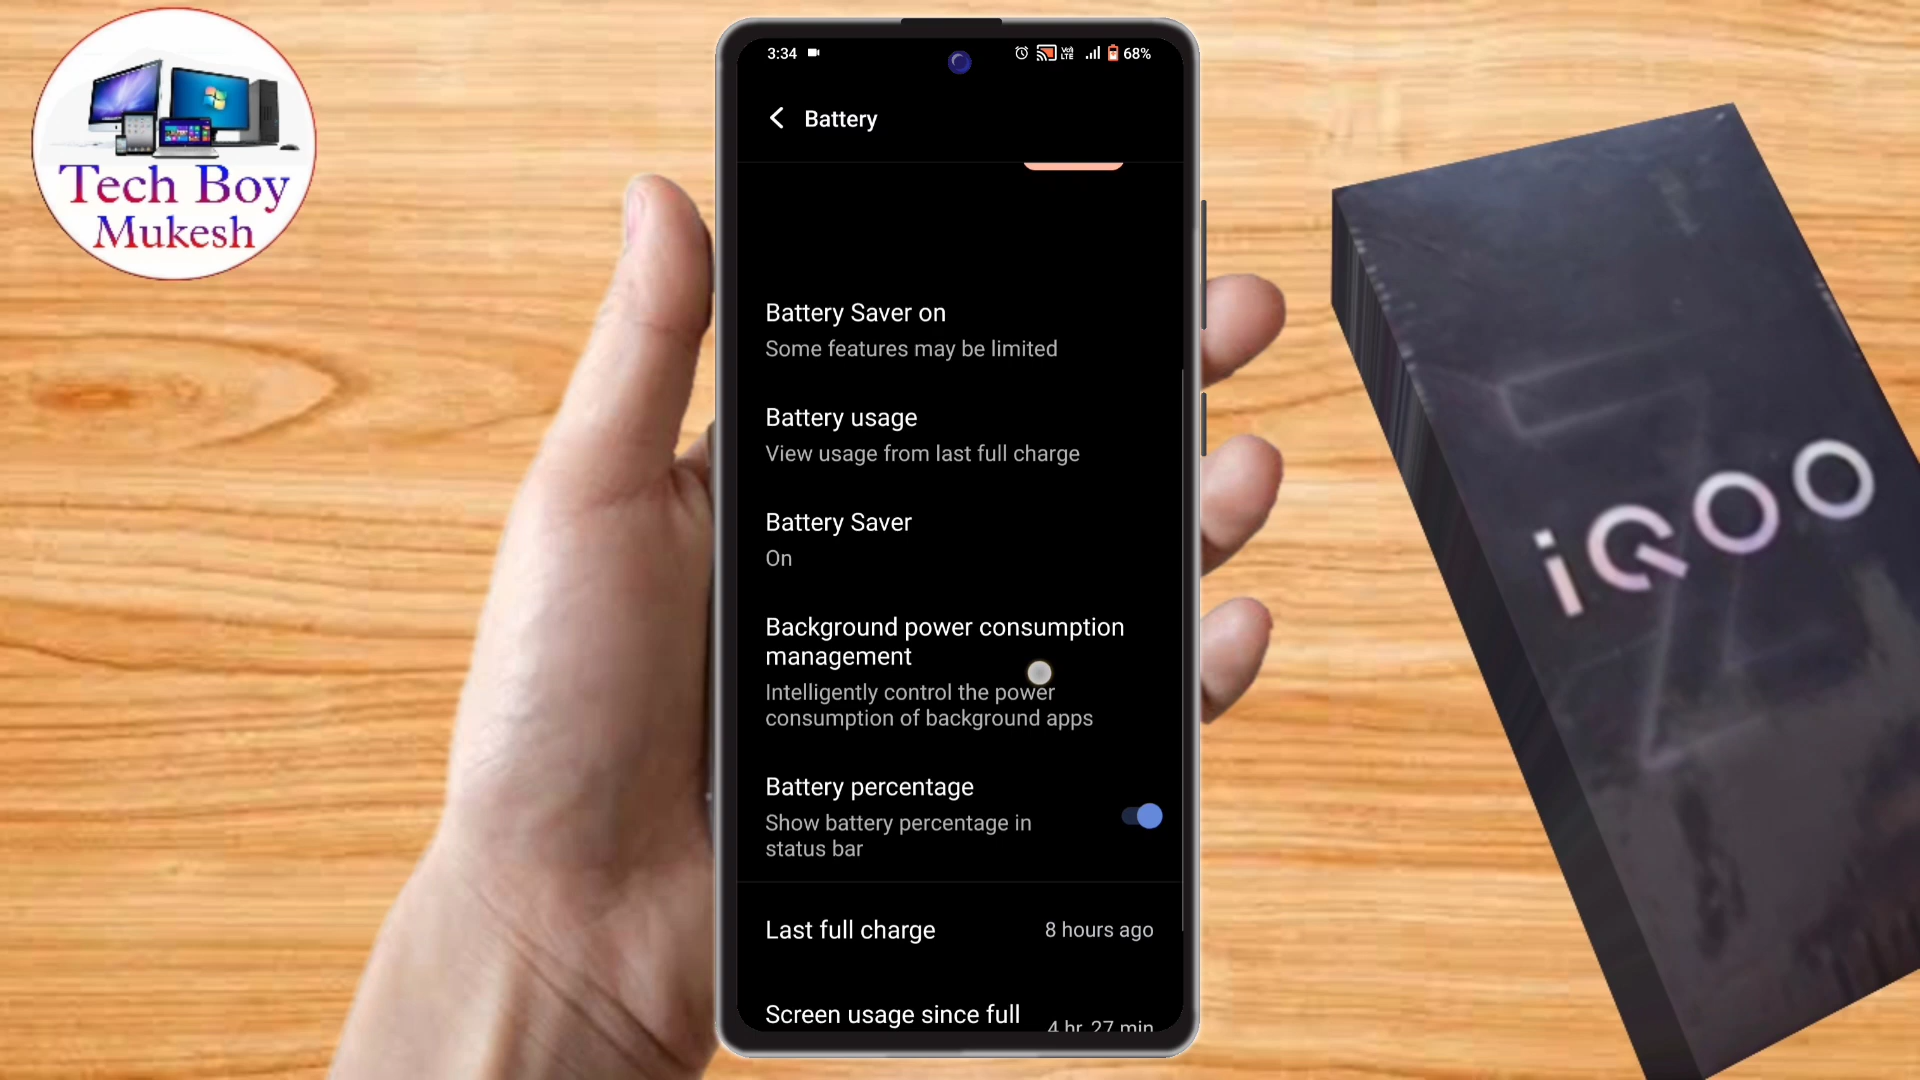 Tech Boy
Mukesh
3:34
68%
Battery
Battery Saver on
Some features may be limited
Battery usage
View usage from last full charge
Battery Saver
On
Background power consumption
management
Intelligently control the power
consumption of background apps
Battery percentage
Show battery percentage in
status bar
Last full charge
8 hours ago
Screen usage since full
4 hr 27 min
iQOO